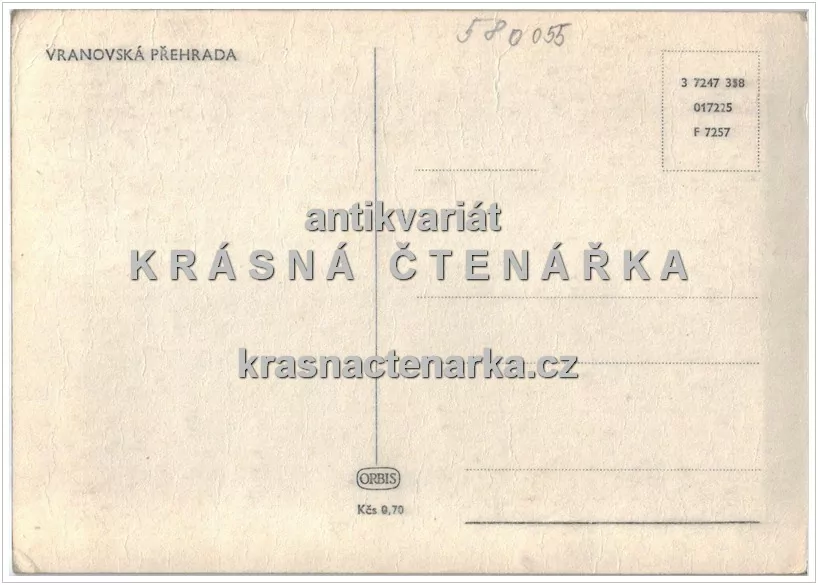 580055
VRANOVSKÁ PŘEHRADA
3 7247 338
017225
F 7257
antikvariát
KRÁSNÁ ČTENÁŘKA
krasnactenarka.cz
ORBIS
Kčs 0,70